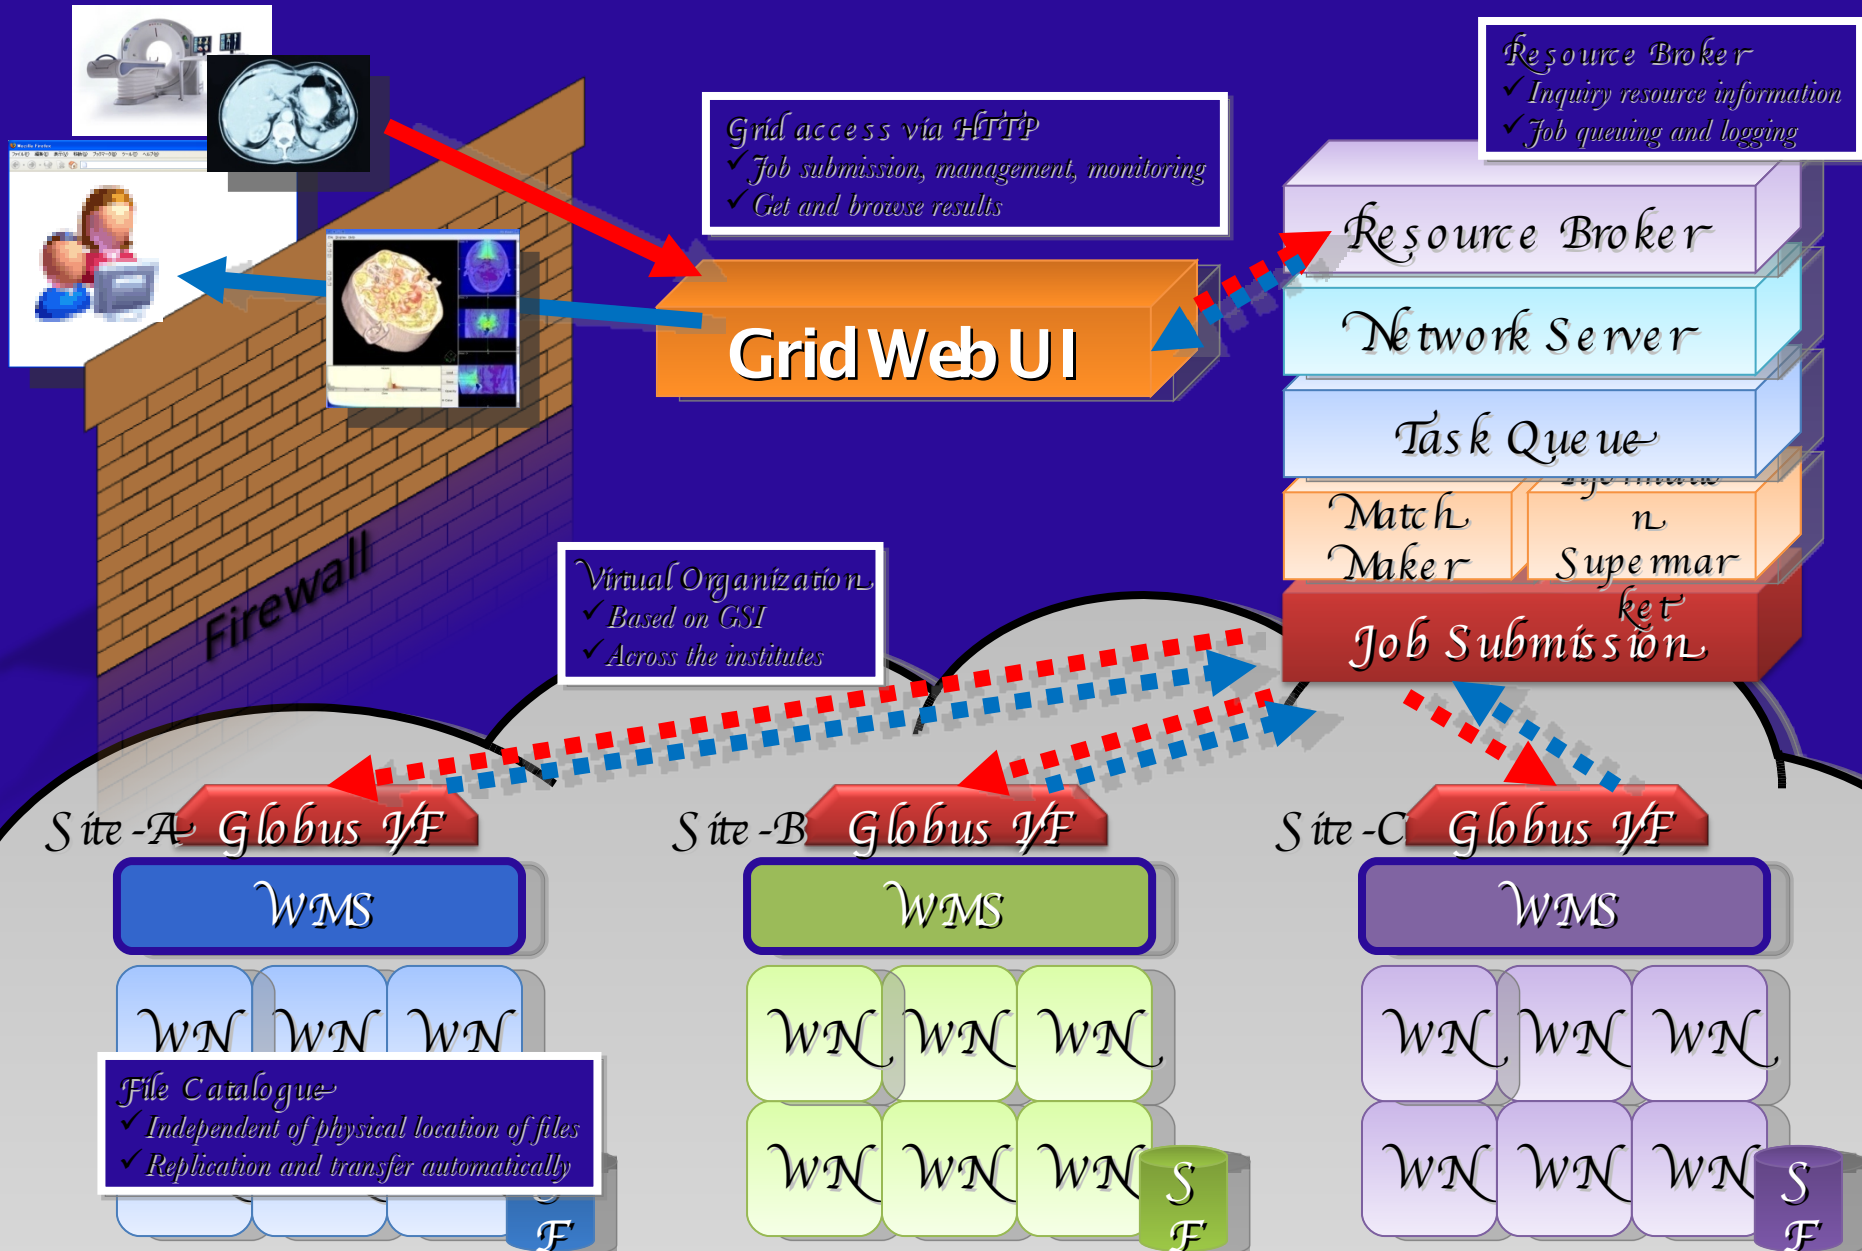 Resource Broker
Inquiry resource information
Job queuing and logging
Grid access via HTTP
Job submission, management, monitoring
Get and browse results
Resource Broker
Grid Web UI
Network Server
Task Queue
Match
Maker
n
Supermar
ket
Job Submission
Firewall
Virtual Organization
Based on GSI
Across the institutes
Site-A
Globus I/F
Site-B
Globus I/F
Site-C
Globus I/F
WMS
WMS
WMS
WN WN WN
WN WN WN
WN WN WN
File Catalogue
Independent of physical location of files
Replication and transfer automatically
WN WN WN
WN WN WN
F
S
F
S
F